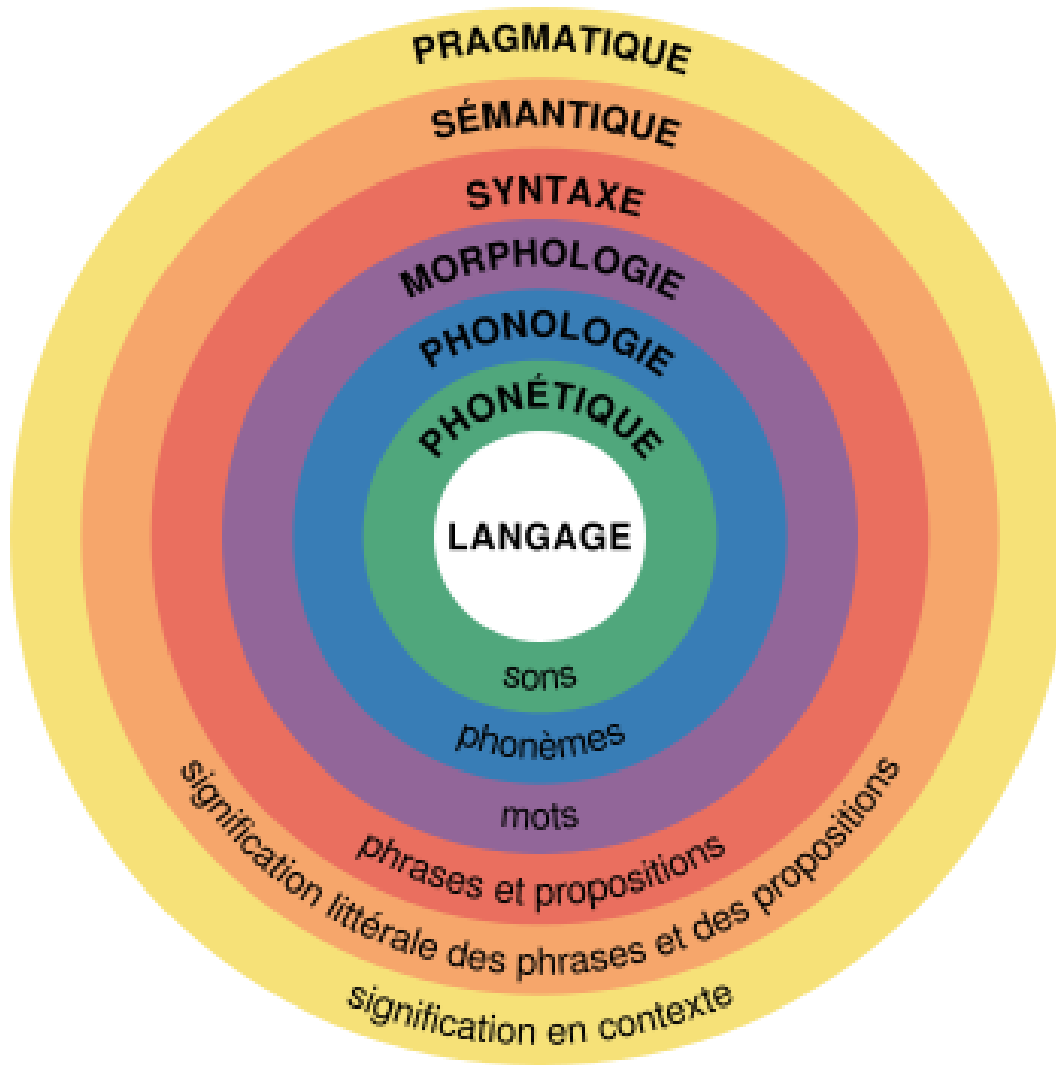 PRAGMATIQUE
SÉMANTIQUE
SYNTAXE
MORPHOLOGIE
PHONOLOGIE
PHONÉTIQUE
LANGAGE
sons
phonèmes
mots
phrases et propositions
signification littérale des phrases et des propositions
signification en contexte